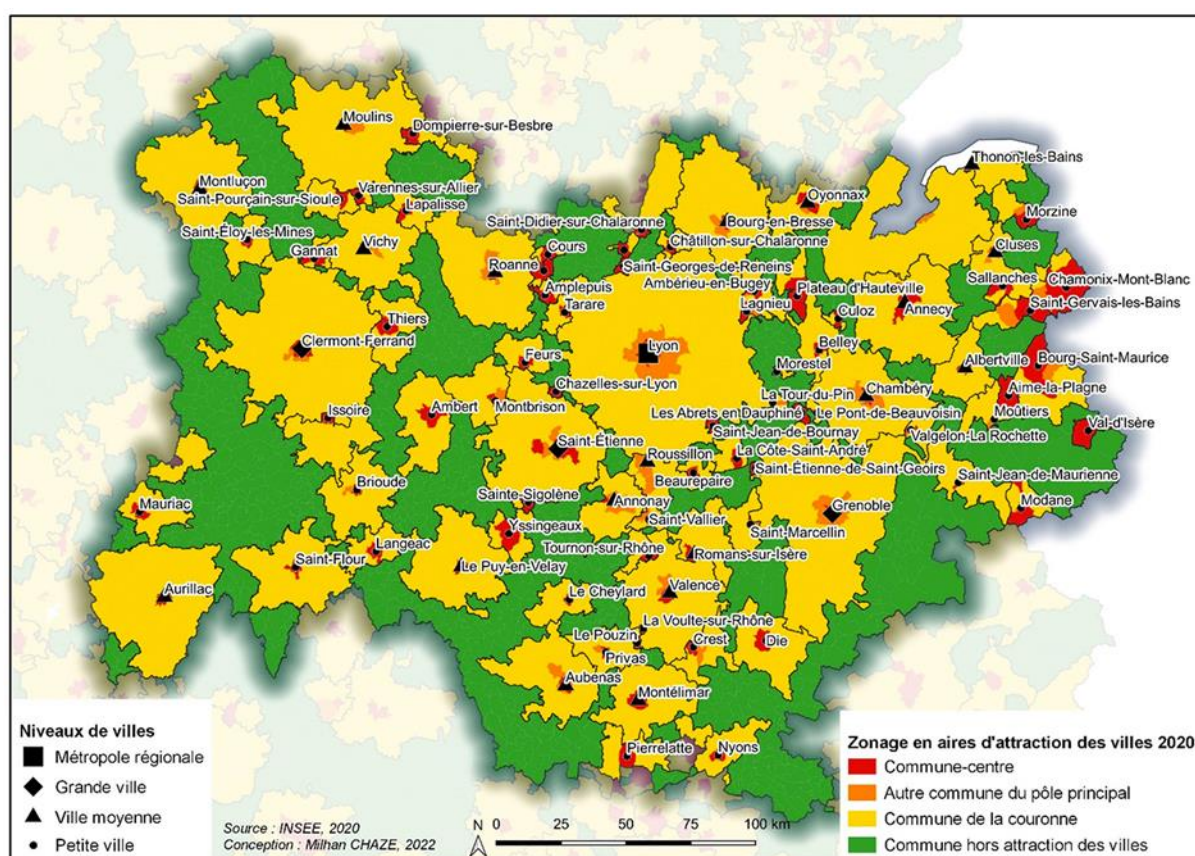 Moulins
Dompierre-sur-Besbre
Thonon-les-Bains
Montluçon
Varennes-sur-Allier
Saint-Pourçain-sur-Sioule
Lapalisse
Oyonnax
Morzine
Saint-Didier-sur-Chalaronne
Bourg-en-Bresse
Saint-Éloy-les-Mines
Vichy
Cours
Châtillon-sur-Chalaronne
Cluses
Gannat
Roanne
Saint-Georges-de-Reneins
Sallanches
Chamonix-Mont-Blanc
Ambérieu-en-Bugey
Plateau d'Hauteville
Amplepuis
Saint-Gervais-les-Bains
Lagnieu
Annecy
Tarare
Culoz
Thiers
Clermont-Ferrand
Lyon
Belley
Feurs
Albertville
Bourg-Saint-Maurice
Morestel
Chazelles-sur-Lyon
Chambéry
Aime-la-Plagne
La Tour-du-Pin
Issoire
Ambert
Montbrison
Les Abrets en Dauphiné
Le Pont-de-Beauvoisin
Moûtiers
Val-d'Isère
Saint-Jean-de-Bournay
Valgelon-La Rochette
Saint-Étienne
La Côte-Saint-André
Roussillon
Saint-Étienne-de-Saint-Geoirs
Brioude
Beaurepaire
Saint-Jean-de-Maurienne
Mauriac
Sainte-Sigolène
Annonay
Modane
Grenoble
Saint-Vallier
Yssingeaux
Saint-Marcellin
Langeac
Tournon-sur-Rhône
Romans-sur-Isère
Saint-Flour
Le Puy-en-Velay
Aurillac
Le Cheylard
Valence
La Voulte-sur-Rhône
Le Pouzin
Crest
Die
Privas
Aubenas
Montélimar
Pierrelatte
Nyons
Niveaux de villes
Métropole régionale
Grande ville
Ville moyenne
Petite ville
Source : INSEE, 2020
Conception : Milhan CHAZE, 2022
N
0 25 50 75 100 km
Zonage en aires d'attraction des villes 2020
Commune-centre
Autre commune du pôle principal
Commune de la couronne
Commune hors attraction des villes